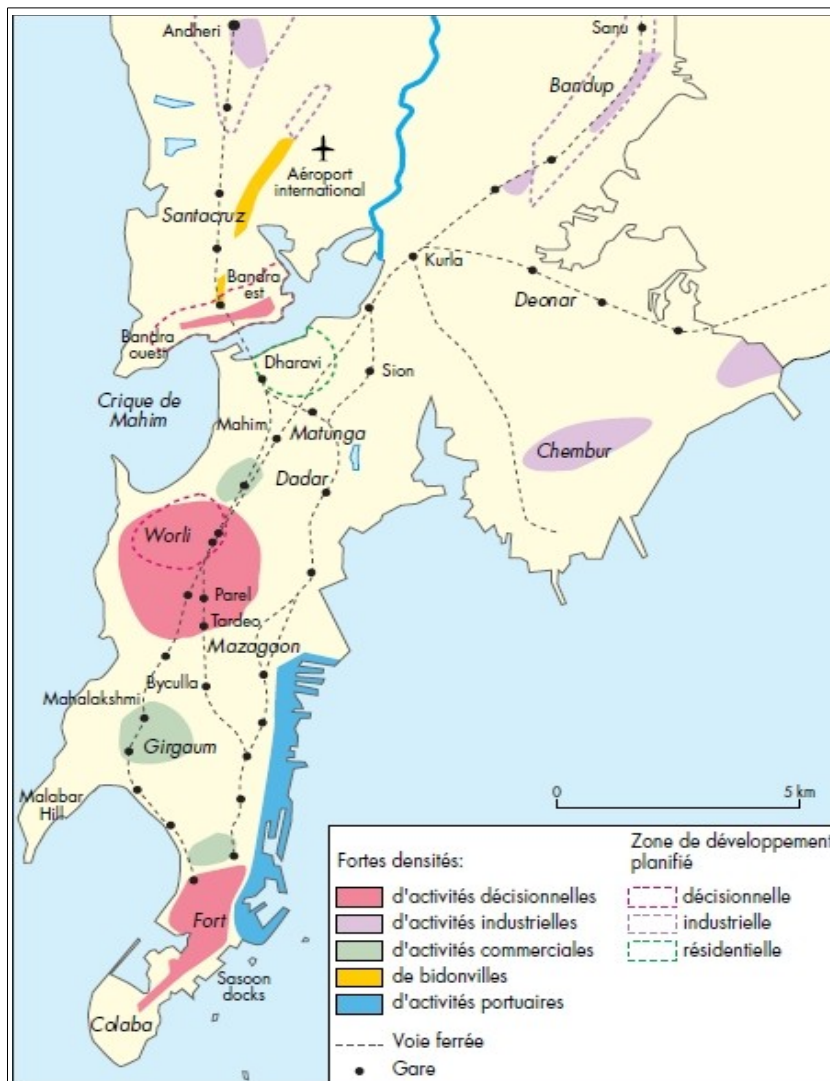 Andheri
Sanu
Bandup
Aéroport
international
Santacruz
Kurla
Bandra
est
Deonar
Bandra
ouest
Dharavi
Sion
Crique de
Mahim
Mahim
Matunga
Chembur
Dadar
Worli
Parel
Tardeo
Mazagaon
Byculla
Mahalakshmi
Girgaum
Malabar
Hill
0
5 km
Fort
Sasoon
docks
Colaba
Fortes densités:
d'activités décisionnelles
d'activités industrielles
d'activités commerciales
de bidonvilles
d'activités portuaires
Voie ferrée
Gare
Zone de développement
planifié
décisionnelle
industrielle
résidentielle